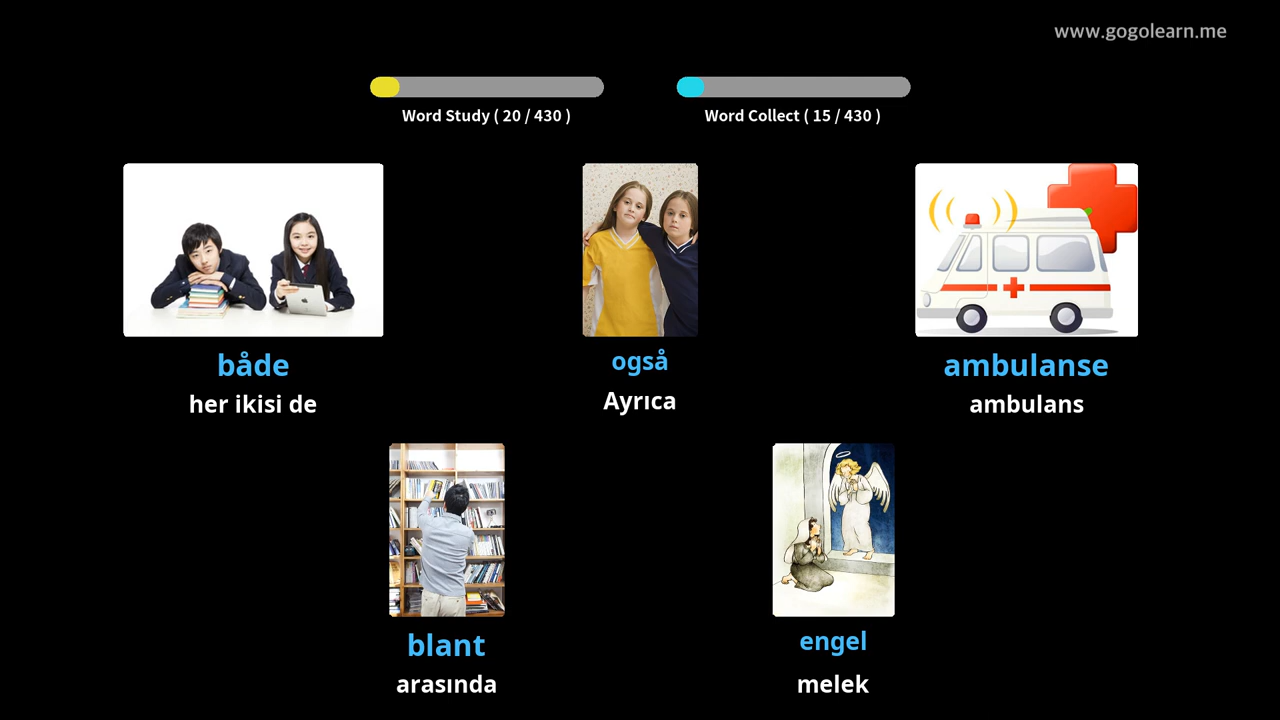 www.gogolearn.me
Word Study ( 20 / 430 )
Word Collect ( 15 / 430 )
både
her ikisi de
også
Ayrıca
ambulanse
ambulans
blant
arasında
engel
melek